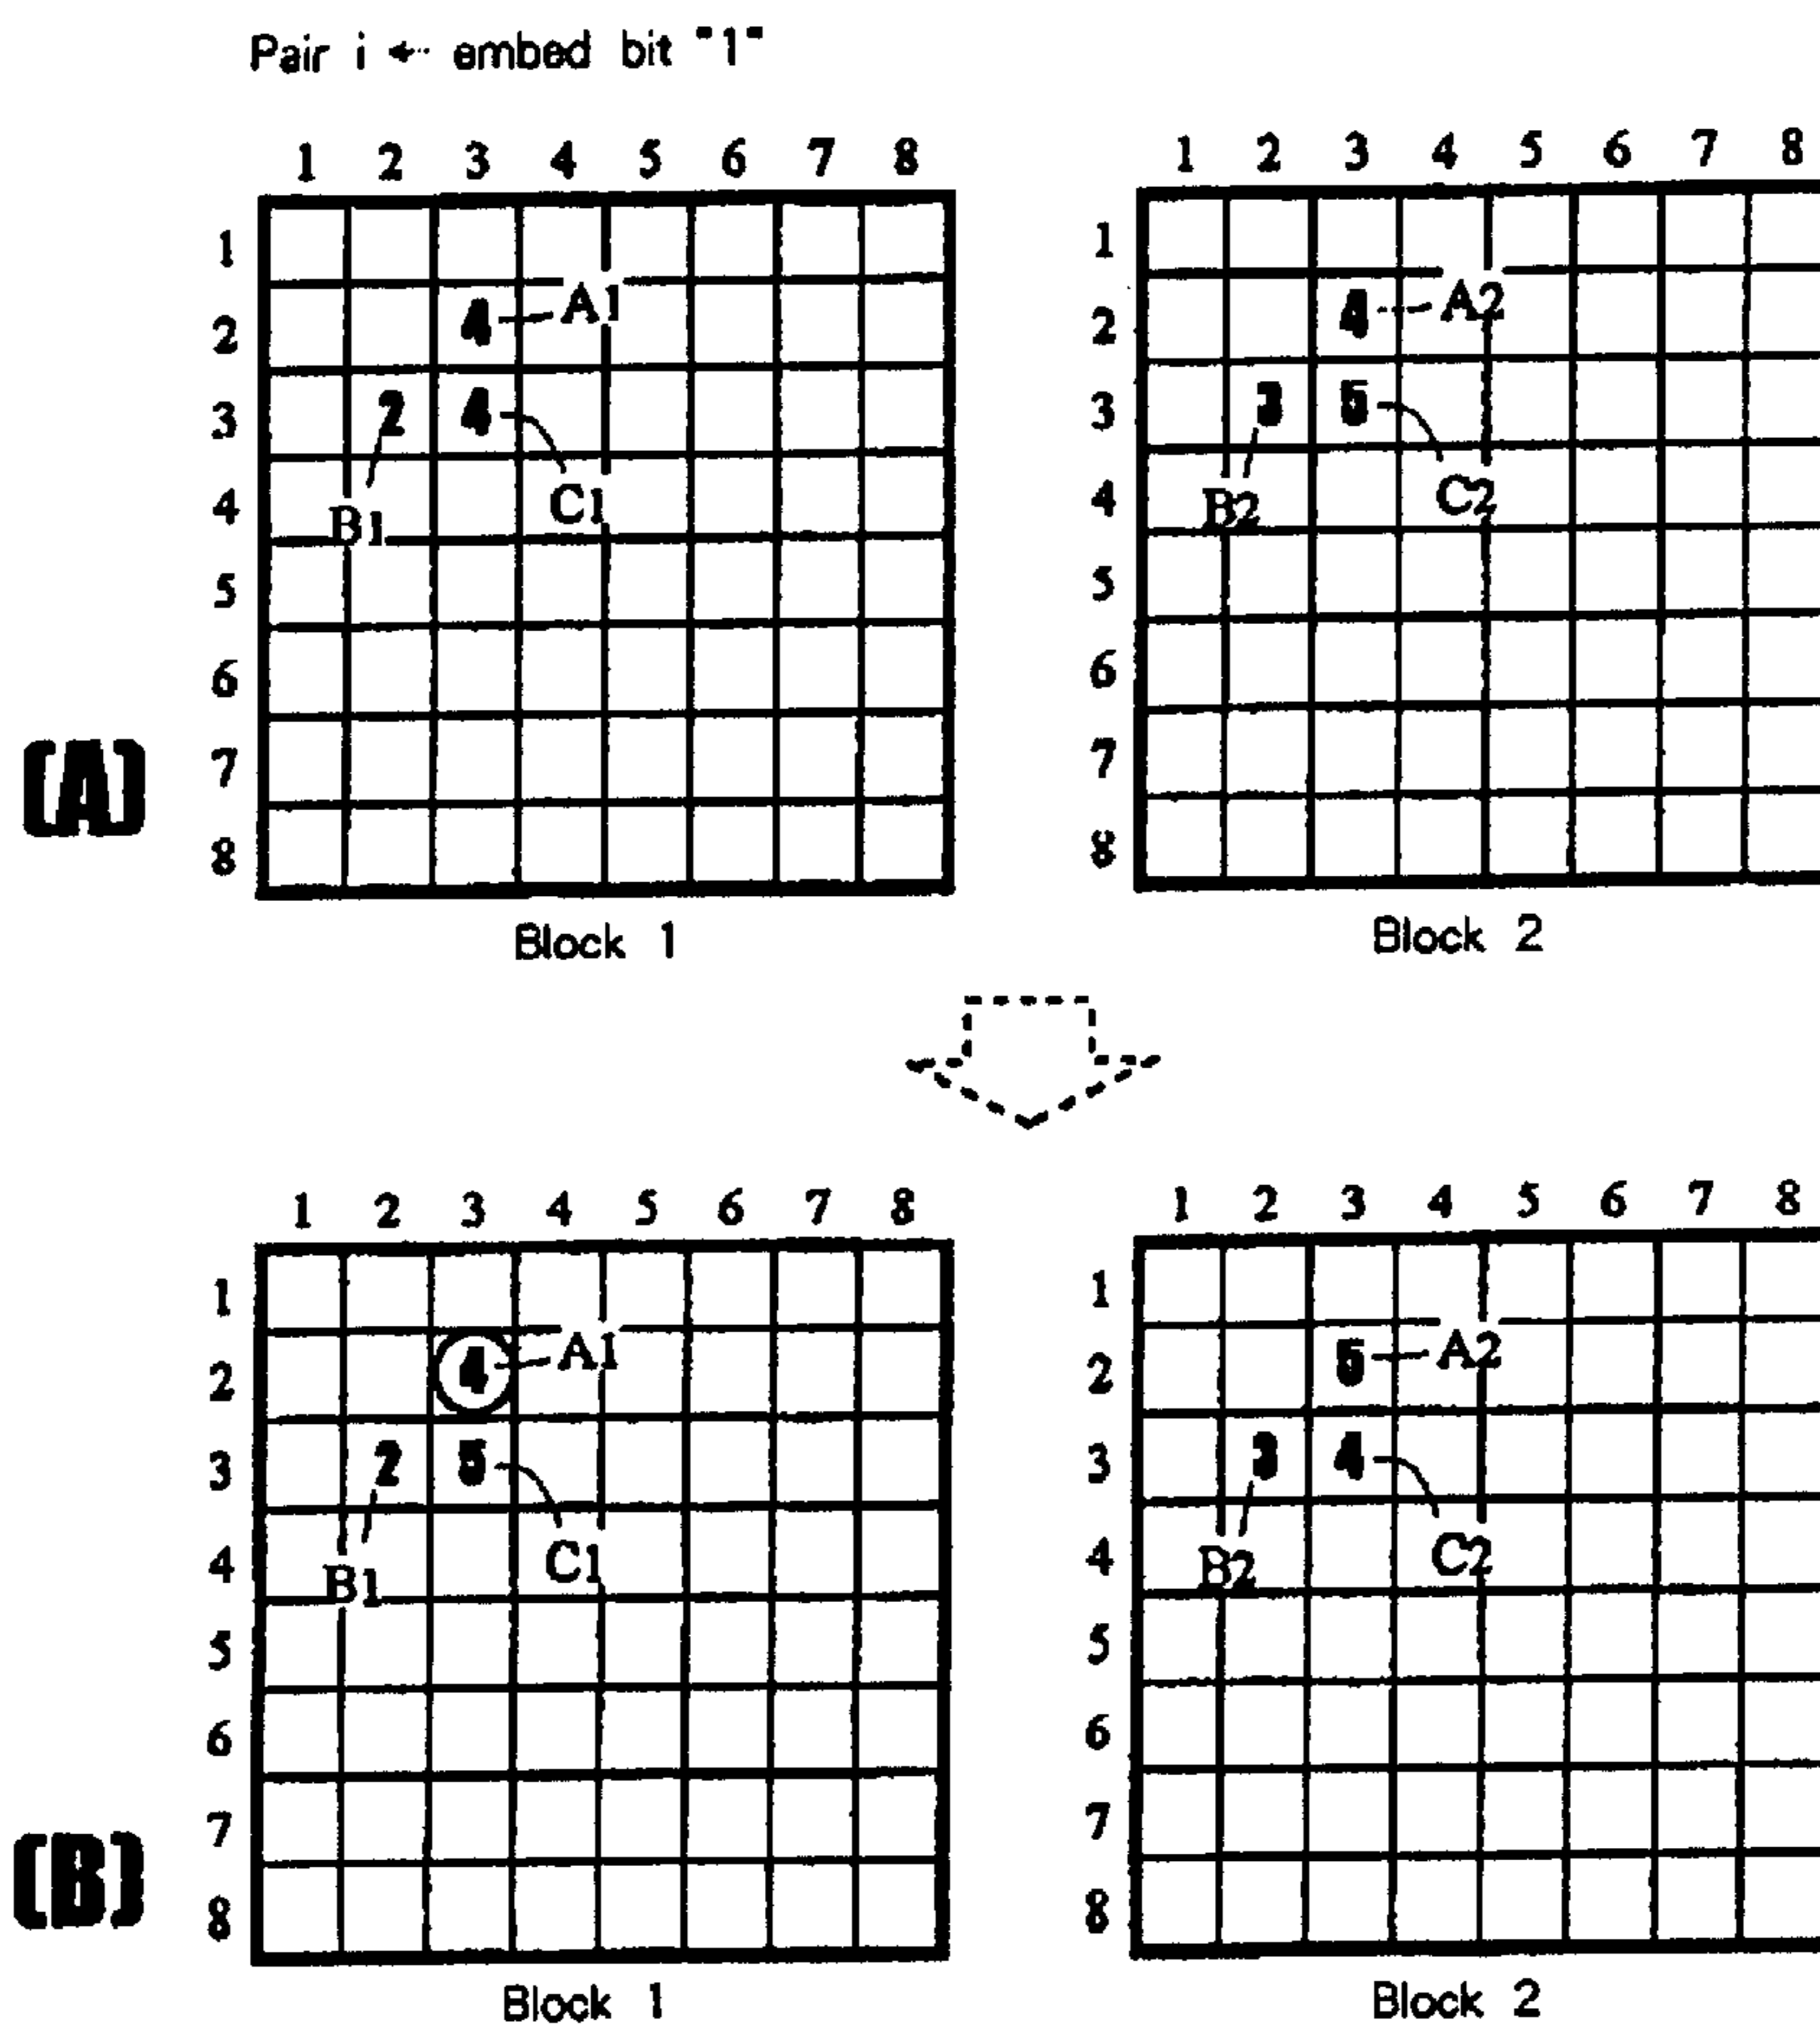 Pair i ← embed bit "1"
1 2 3 4 5 6 7 8 1 2 3 4 5 6 7 8
1 1
2 4 A1 2 4 A2
3 2 4 3 3 5
4 B1 C1 4 B2 C2
5 5
6 6
(A) 7 7
8 8
Block 1 Block 2
1 2 3 4 5 6 7 8 1 2 3 4 5 6 7 8
1 1
2 4 A1 2 5 A2
3 2 5 3 3 4
4 B1 C1 4 B2 C2
5 5
6 6
7 7
(B) 8 8
Block 1 Block 2